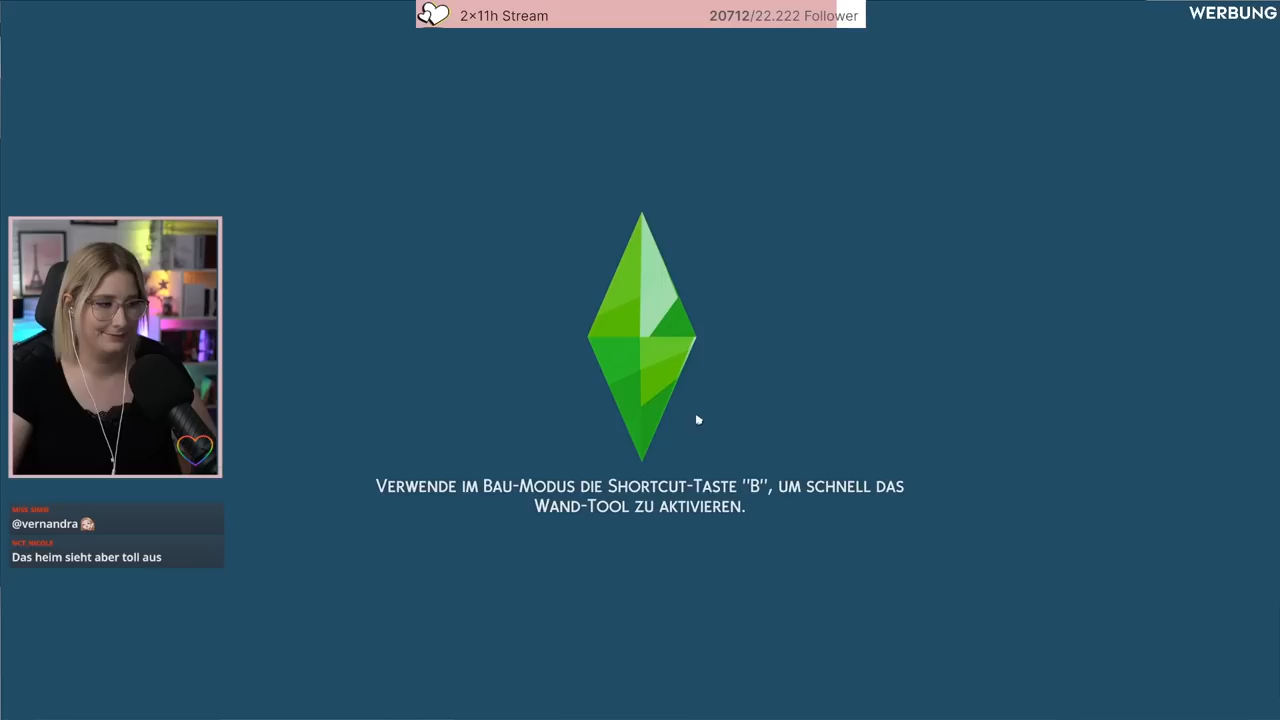 2×11h Stream
20712/22.222 Follower
WERBUNG
@vernandra
Das heim sieht aber toll aus
VERWENDE IM BAU-MODUS DIE SHORTCUT-TASTE "B", UM SCHNELL DAS
WAND-TOOL ZU AKTIVIEREN.